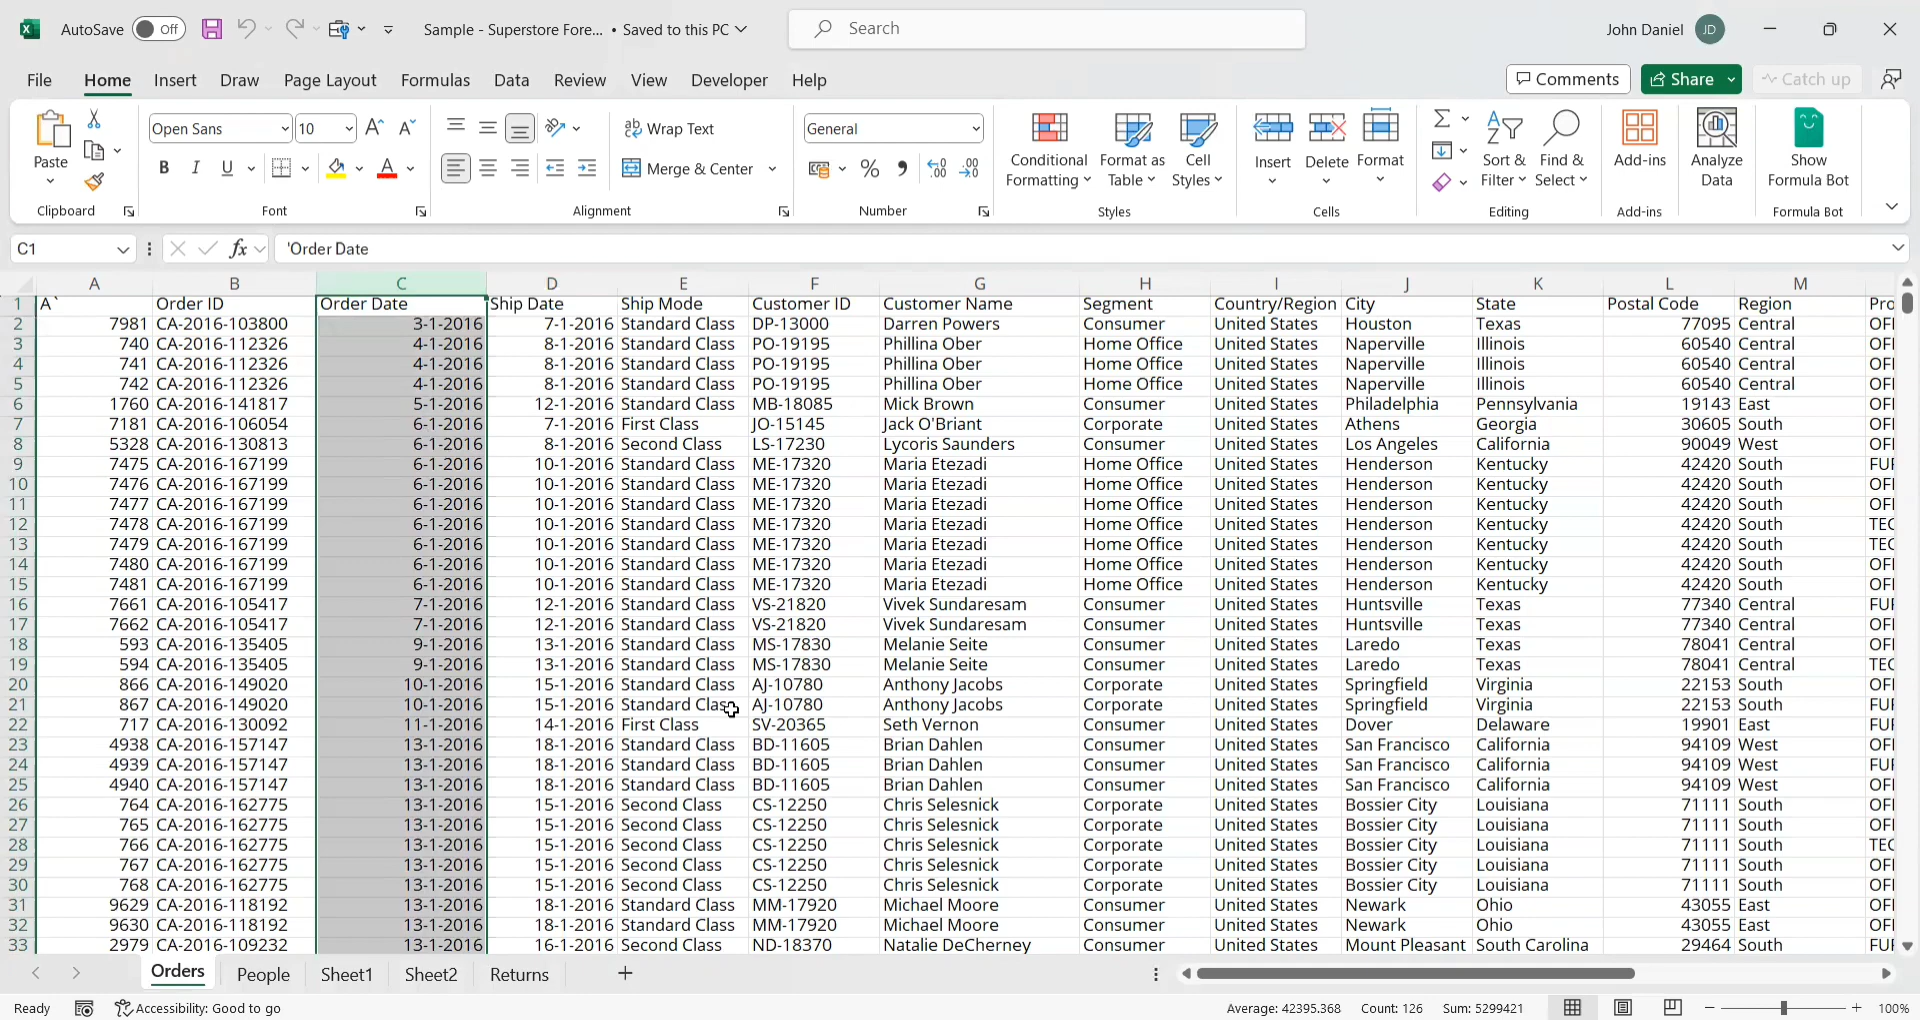 AutoSave Off Sample - Superstore Fore... • Saved to this PC Search John Daniel JD
File Home Insert Draw Page Layout Formulas Data Review View Developer Automate Help Comments Share Catch up
Open Sans 10 Wrap Text General
Paste B I U A Merge & Center % Conditional Formatting Format as Table Cell Styles Insert Delete Format Sort & Filter Find & Select Add-ins Analyze Data Show Formula Bot
Clipboard Font Alignment Number Styles Cells Editing Add-ins Formula Bot
C1 fx 'Order Date
A B C D E F G H I J K L M
1 A` Order ID Order Date Ship Date Ship Mode Customer ID Customer Name Segment Country/Region City State Postal Code Region Pro
2 7981 CA-2016-103800 3-1-2016 7-1-2016 Standard Class DP-13000 Darren Powers Consumer United States Houston Texas 77095 Central OFI
3 740 CA-2016-112326 4-1-2016 8-1-2016 Standard Class PO-19195 Phillina Ober Home Office United States Naperville Illinois 60540 Central OFI
4 741 CA-2016-112326 4-1-2016 8-1-2016 Standard Class PO-19195 Phillina Ober Home Office United States Naperville Illinois 60540 Central OFI
5 742 CA-2016-112326 4-1-2016 8-1-2016 Standard Class PO-19195 Phillina Ober Home Office United States Naperville Illinois 60540 Central OFI
6 1760 CA-2016-141817 5-1-2016 12-1-2016 Standard Class MB-18085 Mick Brown Consumer United States Philadelphia Pennsylvania 19143 East OFI
7 7181 CA-2016-106054 6-1-2016 7-1-2016 First Class JO-15145 Jack O'Briant Corporate United States Athens Georgia 30605 South OFI
8 5328 CA-2016-130813 6-1-2016 8-1-2016 Second Class LS-17230 Lycoris Saunders Consumer United States Los Angeles California 90049 West OFI
9 7475 CA-2016-167199 6-1-2016 10-1-2016 Standard Class ME-17320 Maria Etezadi Home Office United States Henderson Kentucky 42420 South FUF
10 7476 CA-2016-167199 6-1-2016 10-1-2016 Standard Class ME-17320 Maria Etezadi Home Office United States Henderson Kentucky 42420 South OFI
11 7477 CA-2016-167199 6-1-2016 10-1-2016 Standard Class ME-17320 Maria Etezadi Home Office United States Henderson Kentucky 42420 South OFI
12 7478 CA-2016-167199 6-1-2016 10-1-2016 Standard Class ME-17320 Maria Etezadi Home Office United States Henderson Kentucky 42420 South TEC
13 7479 CA-2016-167199 6-1-2016 10-1-2016 Standard Class ME-17320 Maria Etezadi Home Office United States Henderson Kentucky 42420 South TEC
14 7480 CA-2016-167199 6-1-2016 10-1-2016 Standard Class ME-17320 Maria Etezadi Home Office United States Henderson Kentucky 42420 South OFI
15 7481 CA-2016-167199 6-1-2016 10-1-2016 Standard Class ME-17320 Maria Etezadi Home Office United States Henderson Kentucky 42420 South OFI
16 7661 CA-2016-105417 7-1-2016 12-1-2016 Standard Class VS-21820 Vivek Sundaresam Consumer United States Huntsville Texas 77340 Central FUF
17 7662 CA-2016-105417 7-1-2016 12-1-2016 Standard Class VS-21820 Vivek Sundaresam Consumer United States Huntsville Texas 77340 Central OFI
18 593 CA-2016-135405 9-1-2016 13-1-2016 Standard Class MS-17830 Melanie Seite Consumer United States Laredo Texas 78041 Central OFI
19 594 CA-2016-135405 9-1-2016 13-1-2016 Standard Class MS-17830 Melanie Seite Consumer United States Laredo Texas 78041 Central TEC
20 866 CA-2016-149020 10-1-2016 15-1-2016 Standard Class AJ-10780 Anthony Jacobs Corporate United States Springfield Virginia 22153 South OFI
21 867 CA-2016-149020 10-1-2016 15-1-2016 Standard Class AJ-10780 Anthony Jacobs Corporate United States Springfield Virginia 22153 South FUF
22 717 CA-2016-130092 11-1-2016 14-1-2016 First Class SV-20365 Seth Vernon Consumer United States Dover Delaware 19901 East FUF
23 4938 CA-2016-157147 13-1-2016 18-1-2016 Standard Class BD-11605 Brian Dahlen Consumer United States San Francisco California 94109 West OFI
24 4939 CA-2016-157147 13-1-2016 18-1-2016 Standard Class BD-11605 Brian Dahlen Consumer United States San Francisco California 94109 West FUF
25 4940 CA-2016-157147 13-1-2016 18-1-2016 Standard Class BD-11605 Brian Dahlen Consumer United States San Francisco California 94109 West OFI
26 764 CA-2016-162775 13-1-2016 15-1-2016 Second Class CS-12250 Chris Selesnick Corporate United States Bossier City Louisiana 71111 South OFI
27 765 CA-2016-162775 13-1-2016 15-1-2016 Second Class CS-12250 Chris Selesnick Corporate United States Bossier City Louisiana 71111 South OFI
28 766 CA-2016-162775 13-1-2016 15-1-2016 Second Class CS-12250 Chris Selesnick Corporate United States Bossier City Louisiana 71111 South TEC
29 767 CA-2016-162775 13-1-2016 15-1-2016 Second Class CS-12250 Chris Selesnick Corporate United States Bossier City Louisiana 71111 South OFI
30 768 CA-2016-162775 13-1-2016 15-1-2016 Second Class CS-12250 Chris Selesnick Corporate United States Bossier City Louisiana 71111 South OFI
31 9629 CA-2016-118192 13-1-2016 18-1-2016 Standard Class MM-17920 Michael Moore Consumer United States Newark Ohio 43055 East OFI
32 9630 CA-2016-118192 13-1-2016 18-1-2016 Standard Class MM-17920 Michael Moore Consumer United States Newark Ohio 43055 East OFI
33 2979 CA-2016-109232 13-1-2016 16-1-2016 Second Class ND-18370 Natalie DeCherney Consumer United States Mount Pleasant South Carolina 29464 South FUF
Orders People Sheet1 Sheet2 Returns
Ready Accessibility: Good to go Average: 42395.368 Count: 126 Sum: 5299421 100%